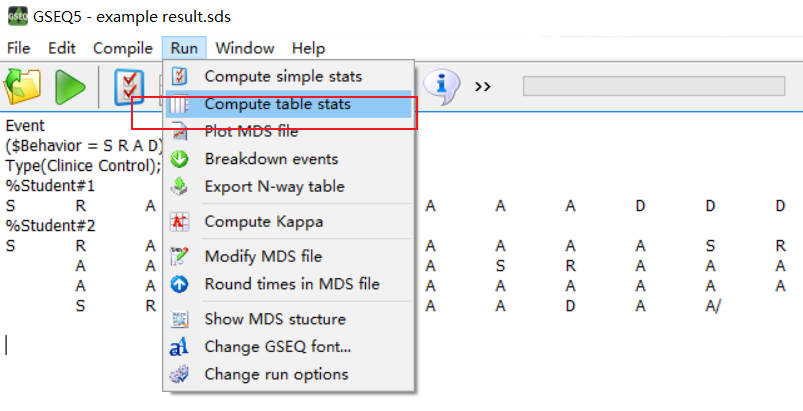 GSEQ5 - example result.sds
File Edit Compile Run Window Help
Compute simple stats
Compute table stats
Plot MDS file
Breakdown events
Export N-way table
Compute Kappa
Modify MDS file
Round times in MDS file
Show MDS stucture
Change GSEQ font...
Change run options
>>
Event
($Behavior = S R A D)
Type(Clinice Control);
%Student#1
S R A A A A D D D
%Student#2
S R A A A A A S R
A A A S R A A A
A A A A A A A A
S R A A D A A/